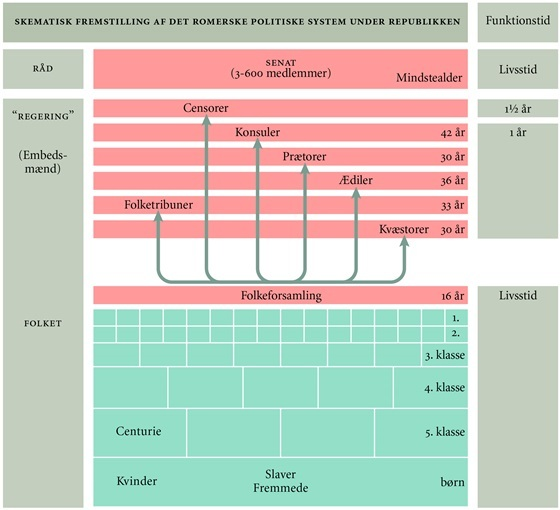 SKEMATISK FREMSTILLING AF DET ROMERSKE POLITISKE SYSTEM UNDER REPUBLIKKEN
Funktionstid
RÅD
SENAT
(3-600 medlemmer)
Mindstealder
Livsstid
"REGERING"
(Embeds-
mænd)
Censorer
1½ år
Konsuler 42 år
1 år
Prætorer 30 år
Ædiler 36 år
Folketribuner 33 år
Kvæstorer 30 år
Folkeforsamling 16 år
Livsstid
FOLKET
1.
2.
3. klasse
4. klasse
Centurie 5. klasse
Kvinder
Slaver
Fremmede
børn